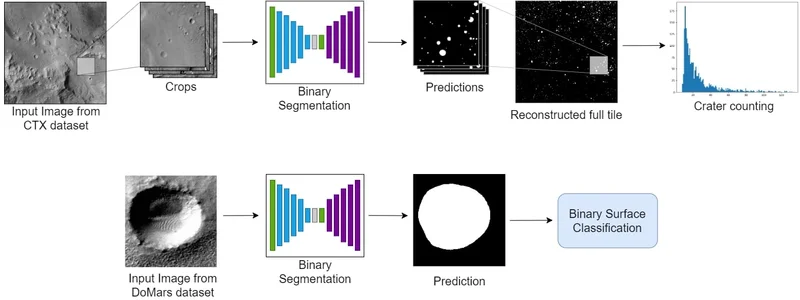 Input Image from
CTX dataset
Crops
Binary
Segmentation
Predictions
Reconstructed full tile
Crater counting
Input Image from
DoMars dataset
Binary
Segmentation
Prediction
Binary Surface
Classification